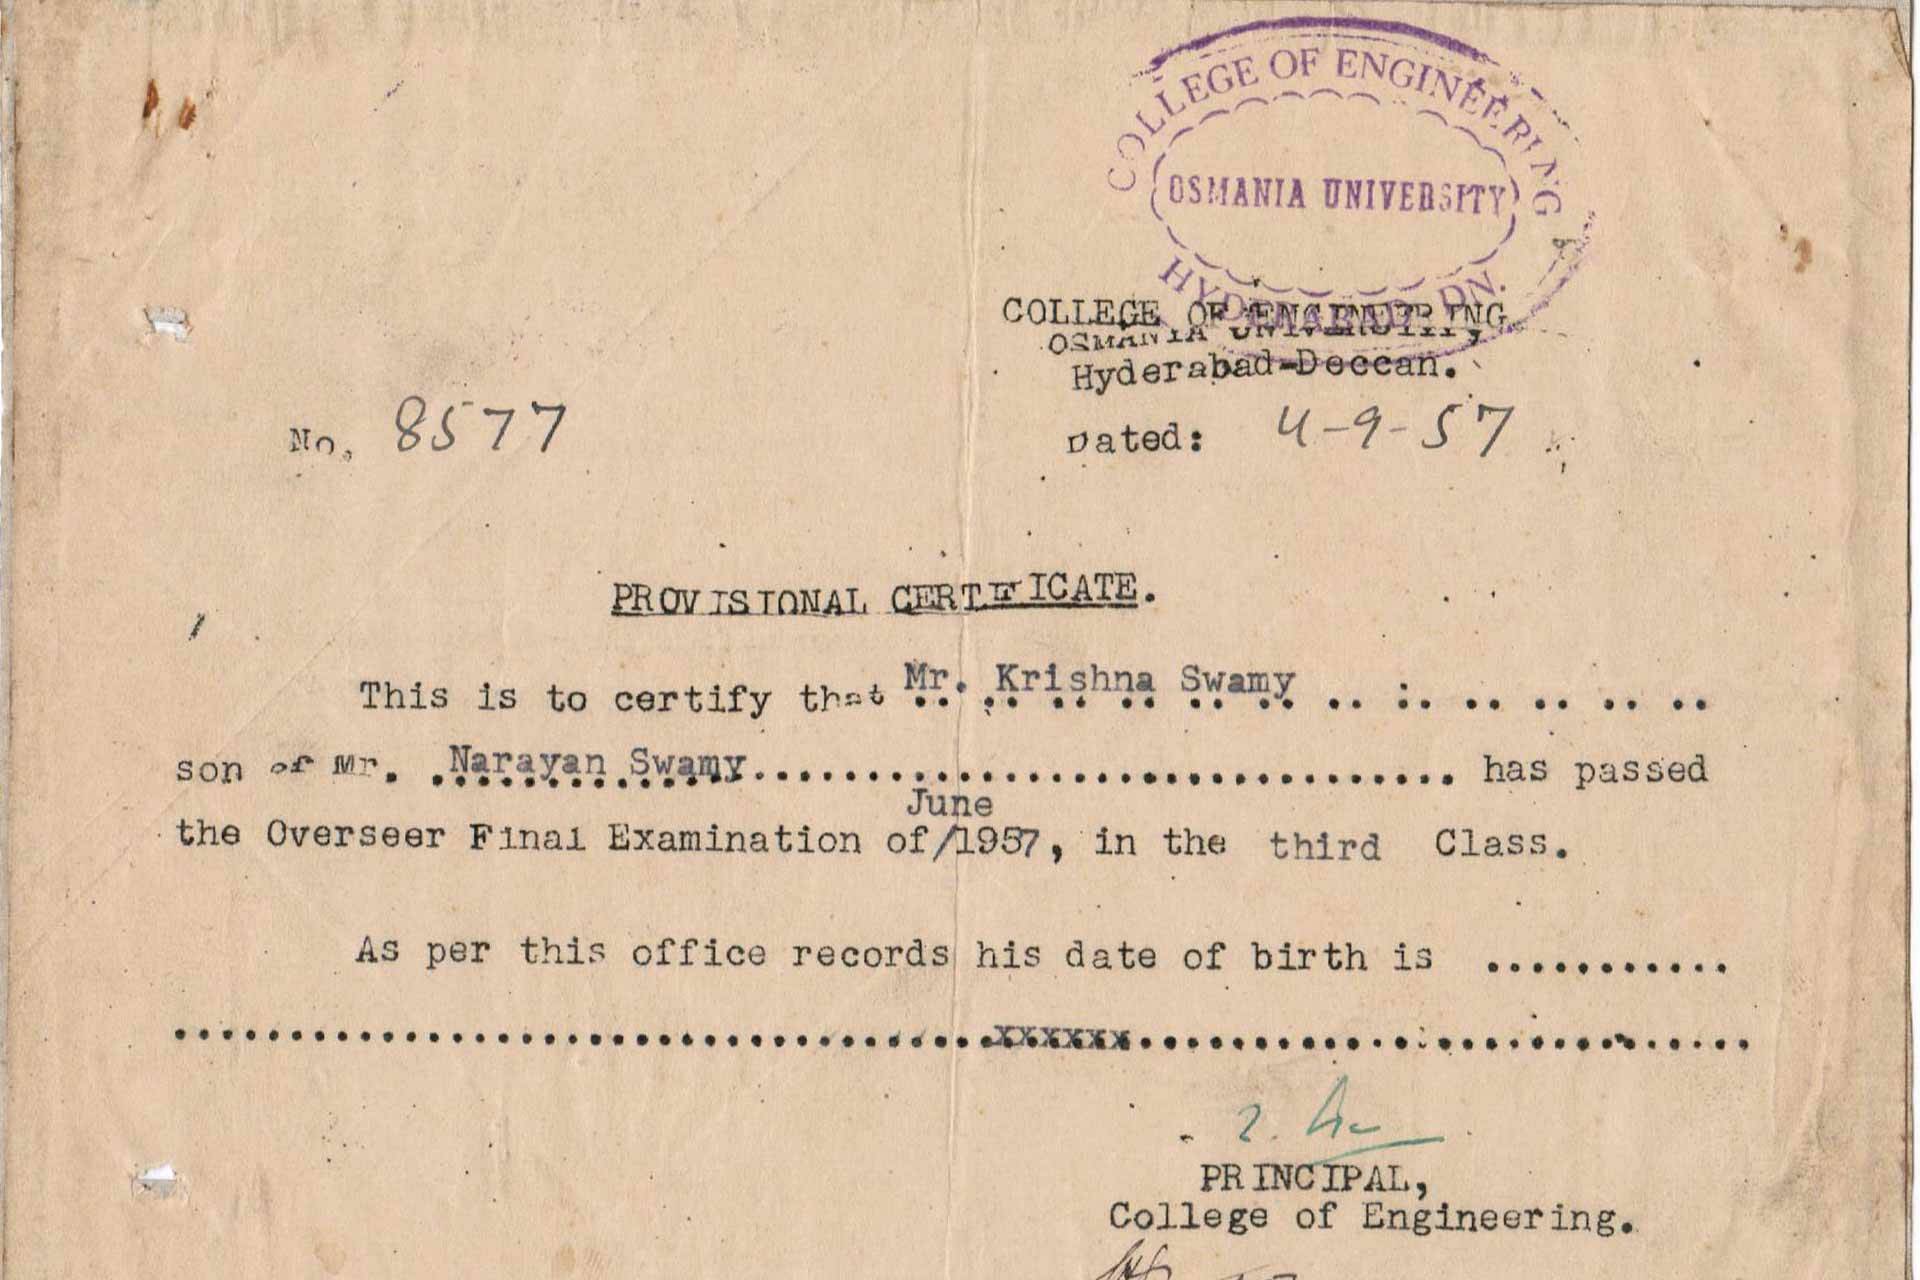 COLLEGE OF ENGINEERING
OSMANIA UNIVERSITY
HYDERABAD, DN.
COLLEGE OF ENGINEERING
OSMANIA UNIVERSITY,
Hyderabad-Deccan.
No. 8577
Dated: 4-9-57
PROVISIONAL CERTIFICATE.
This is to certify that Mr. Krishna Swamy .. .. .. .. .. ..
son of Mr. .Narayan Swamy............................... has passed
June
the Overseer Final Examination of/1957, in the third Class.
As per this office records his date of birth is ...........
....................................xxxxxx...........................
PRINCIPAL,
College of Engineering.